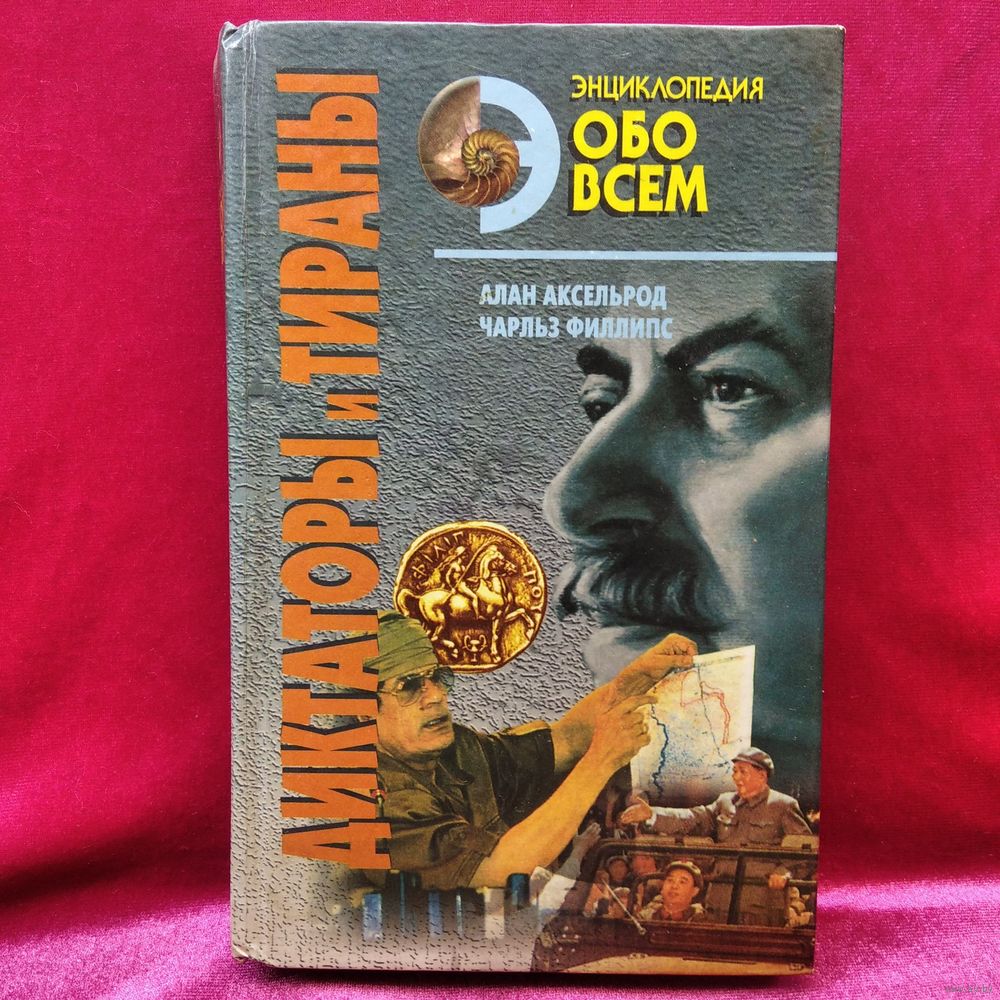 ЭНЦИКЛОПЕДИЯ
ОБО
ВСЕМ
АЛАН АКСЕЛЬРОД
ЧАРЛЬЗ ФИЛЛИПС
ДИКТАТОРЫ и ТИРАНЫ
Э